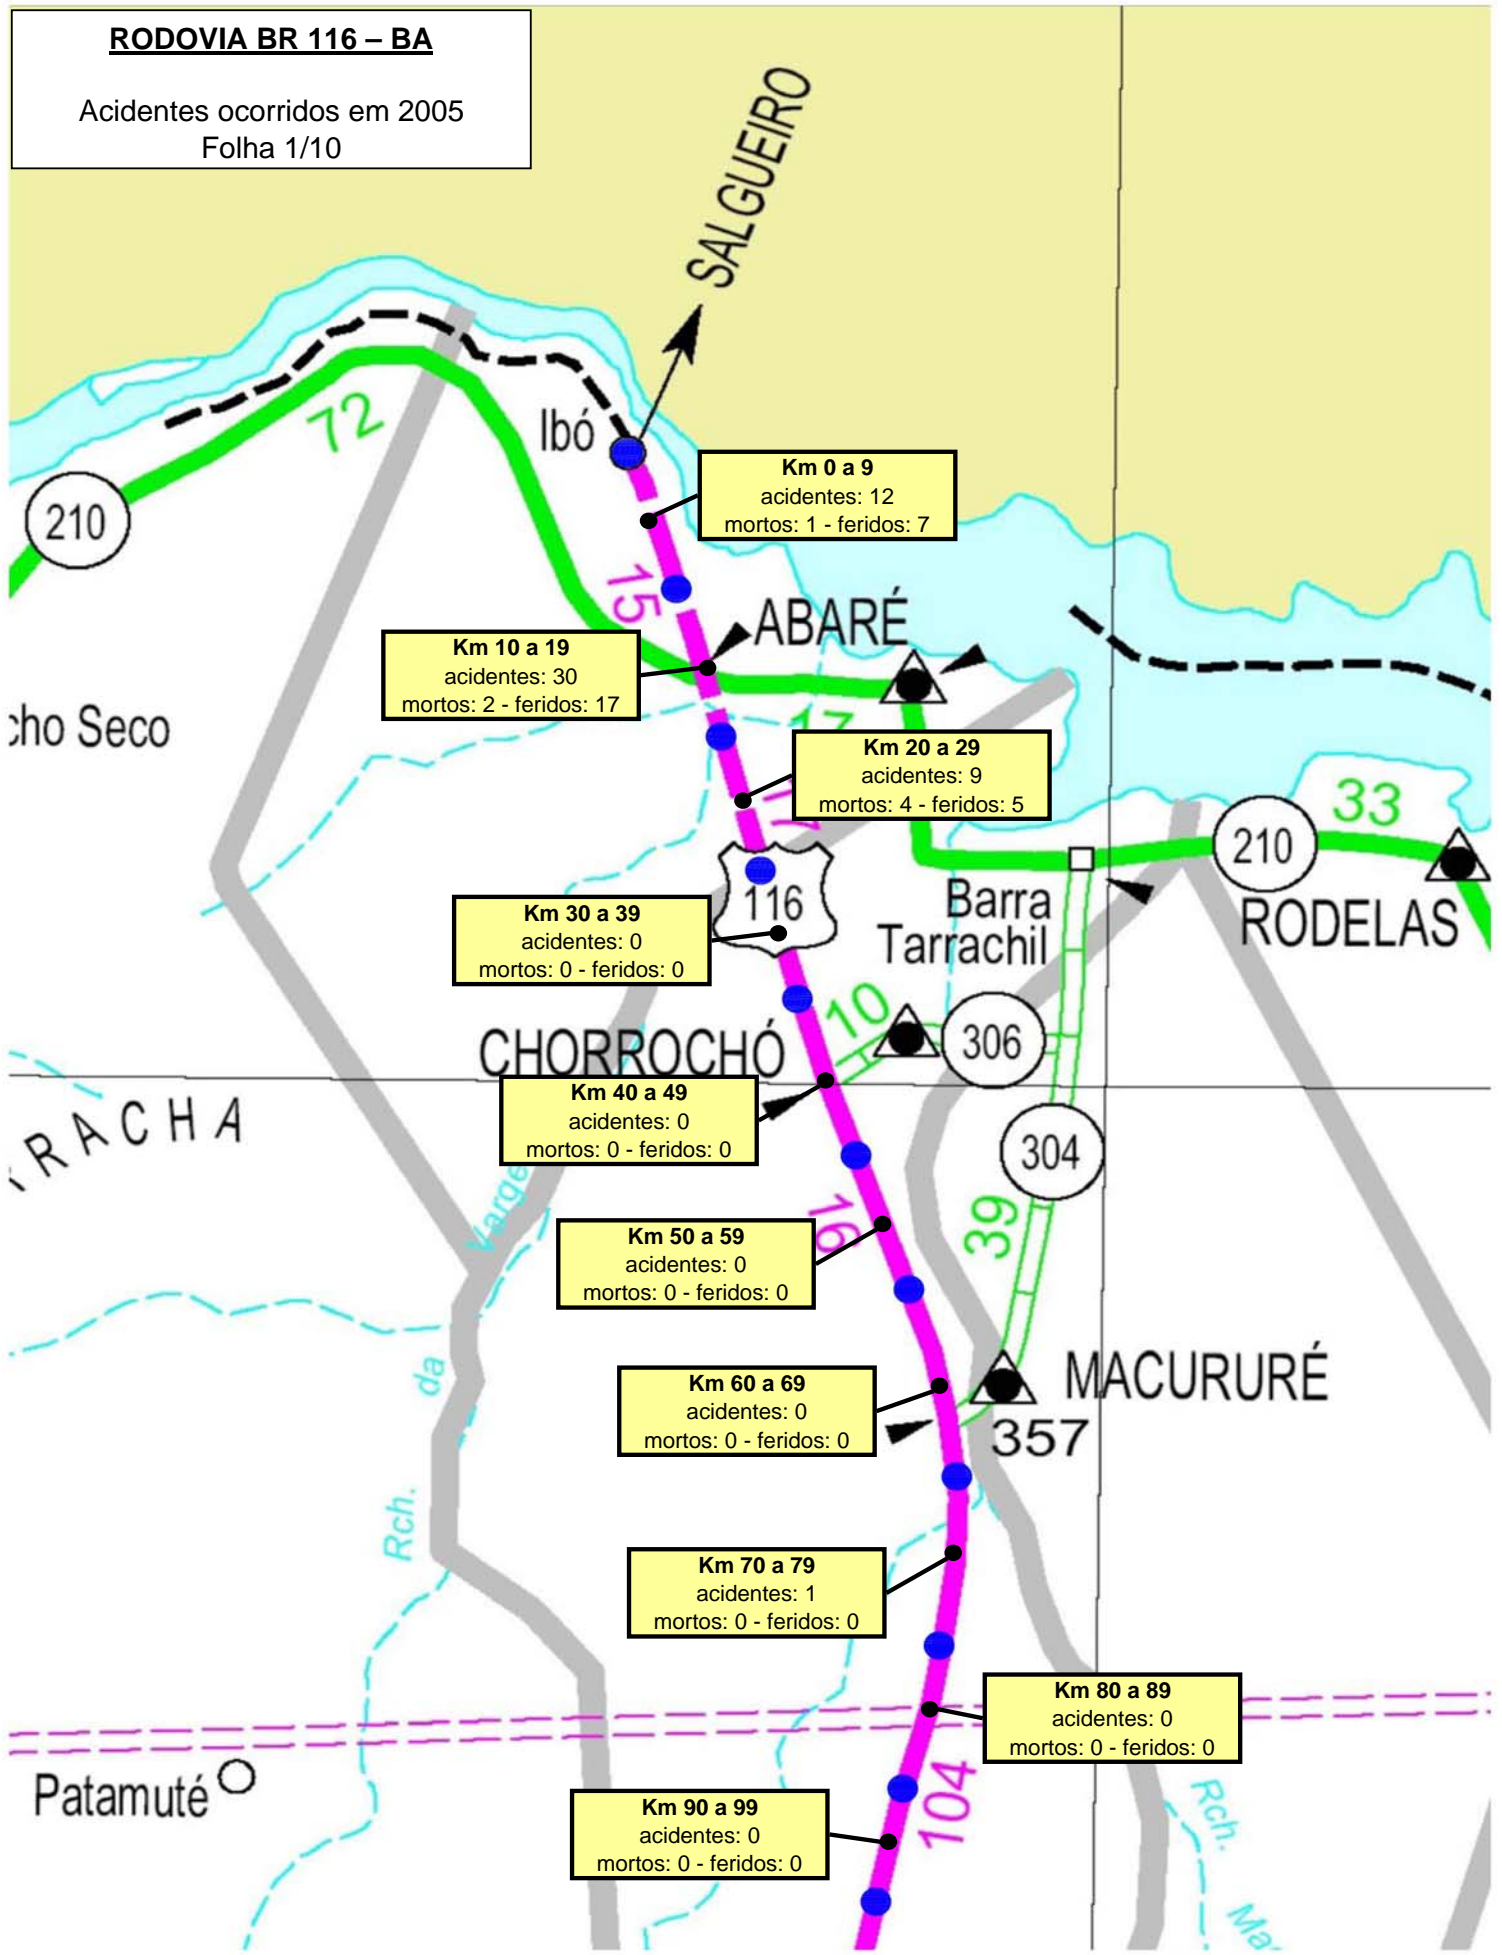 RODOVIA BR 116 – BA
Acidentes ocorridos em 2005
Folha 1/10
SALGUEIRO
72
Ibó
210
Km 0 a 9
acidentes: 12
mortos: 1 - feridos: 7
15
ABARÉ
Km 10 a 19
acidentes: 30
mortos: 2 - feridos: 17
cho Seco
17
Km 20 a 29
acidentes: 9
mortos: 4 - feridos: 5
17
33
210
116
Barra
Tarrachil
RODELAS
Km 30 a 39
acidentes: 0
mortos: 0 - feridos: 0
10
306
CHORROCHÓ
Km 40 a 49
acidentes: 0
mortos: 0 - feridos: 0
RACHA
304
Varge
39
16
Km 50 a 59
acidentes: 0
mortos: 0 - feridos: 0
da
MACURURÉ
357
Km 60 a 69
acidentes: 0
mortos: 0 - feridos: 0
Rch.
Km 70 a 79
acidentes: 1
mortos: 0 - feridos: 0
Km 80 a 89
acidentes: 0
mortos: 0 - feridos: 0
Patamuté
104
Rch.
Km 90 a 99
acidentes: 0
mortos: 0 - feridos: 0